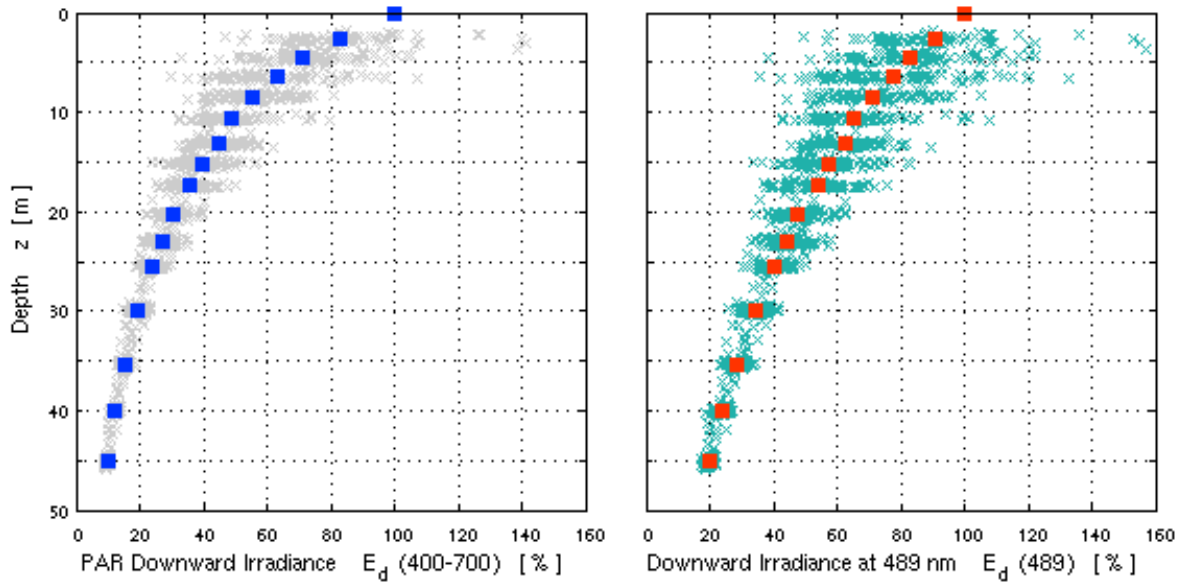 0
10
20
30
40
50
Depth z [m]
0 20 40 60 80 100 120 140 160
PAR Downward Irradiance E_d (400-700) [%]
0 20 40 60 80 100 120 140 160
Downward Irradiance at 489 nm E_d (489) [%]